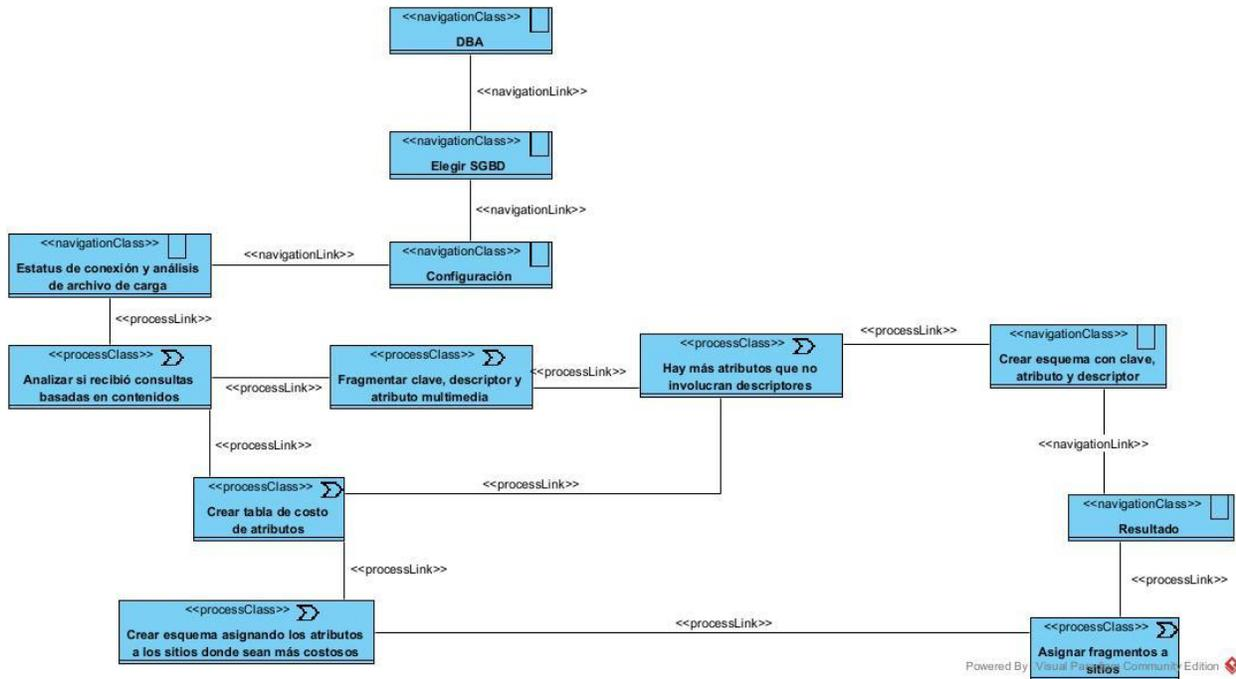 <<navigationClass>>
DBA
<<navigationLink>>
<<navigationClass>>
Elegir SGBD
<<navigationLink>>
<<navigationClass>>
Configuración
<<navigationLink>>
<<navigationClass>>
Estatus de conexión y análisis
de archivo de carga
<<processLink>>
<<processClass>>
Analizar si recibió consultas
basadas en contenidos
<<processLink>>
<<processClass>>
Fragmentar clave, descriptor y
atributo multimedia
<<processLink>>
<<processClass>>
Hay más atributos que no
involucran descriptores
<<processLink>>
<<navigationClass>>
Crear esquema con clave,
atributo y descriptor
<<navigationLink>>
<<processLink>>
<<processClass>>
Crear tabla de costo
de atributos
<<processLink>>
<<navigationClass>>
Resultado
<<processLink>>
<<processLink>>
<<processClass>>
Crear esquema asignando los atributos
a los sitios donde sean más costosos
<<processLink>>
<<processClass>>
Asignar fragmentos a
sitios
Powered By Visual Paradigm Community Edition